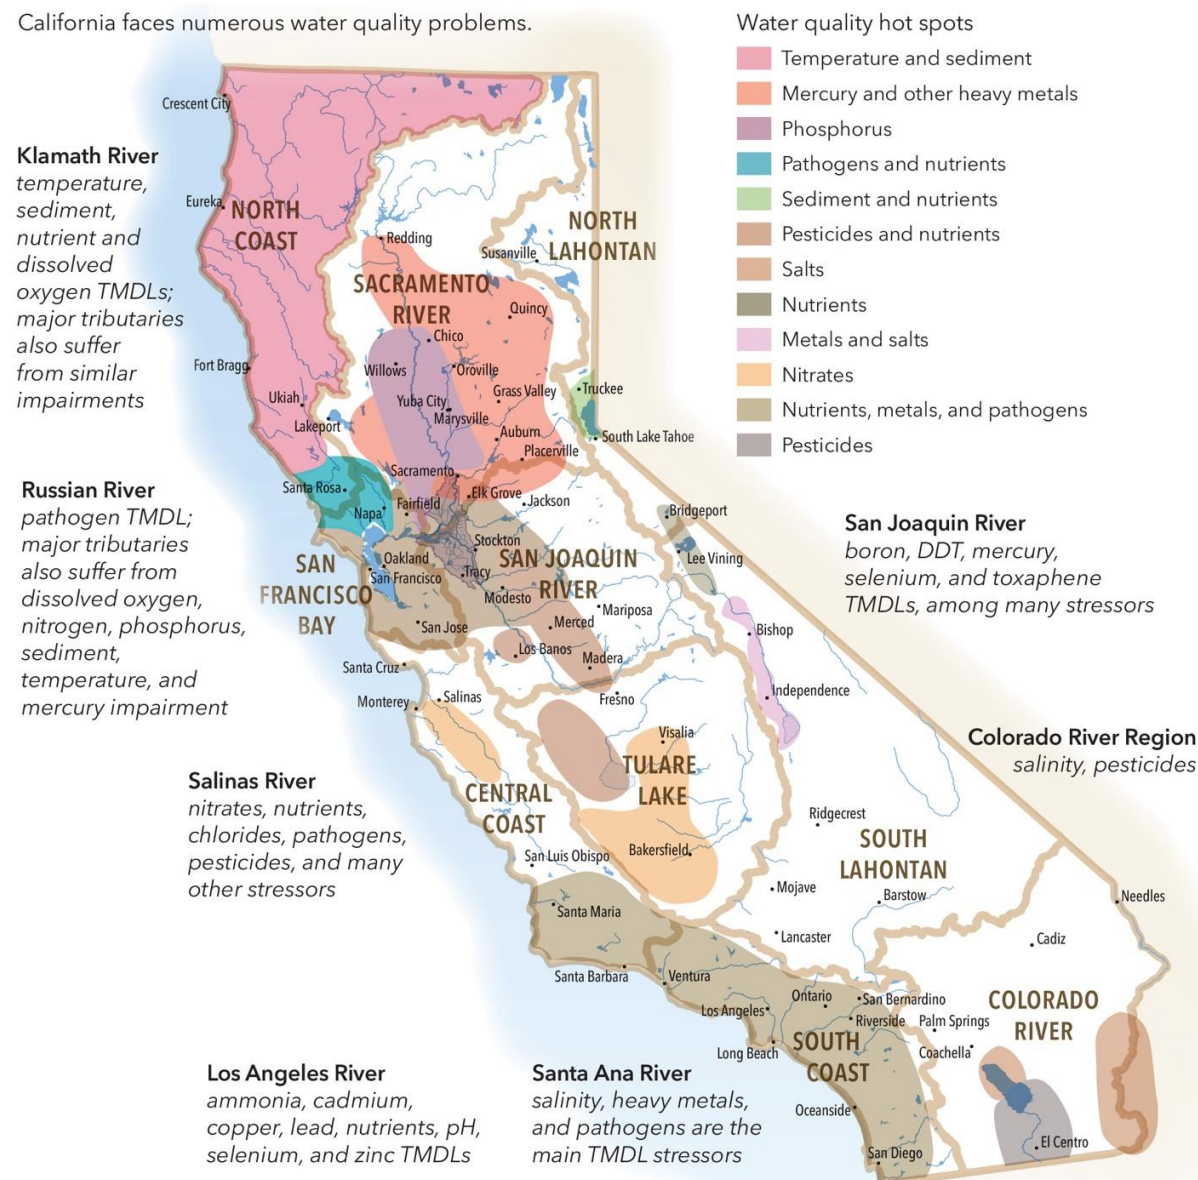 California faces numerous water quality problems.
Water quality hot spots
Temperature and sediment
Mercury and other heavy metals
Phosphorus
Pathogens and nutrients
Sediment and nutrients
Pesticides and nutrients
Salts
Nutrients
Metals and salts
Nitrates
Nutrients, metals, and pathogens
Pesticides
Klamath River
temperature,
sediment,
nutrient and
dissolved
oxygen TMDLs;
major tributaries
also suffer
from similar
impairments
Russian River
pathogen TMDL;
major tributaries
also suffer from
dissolved oxygen,
nitrogen, phosphorus,
sediment,
temperature, and
mercury impairment
Salinas River
nitrates, nutrients,
chlorides, pathogens,
pesticides, and many
other stressors
Los Angeles River
ammonia, cadmium,
copper, lead, nutrients, pH,
selenium, and zinc TMDLs
Santa Ana River
salinity, heavy metals,
and pathogens are the
main TMDL stressors
San Joaquin River
boron, DDT, mercury,
selenium, and toxaphene
TMDLs, among many stressors
Colorado River Region
salinity, pesticides
Crescent City
Eureka
NORTH
COAST
Redding
Susanville
NORTH
LAHONTAN
SACRAMENTO
RIVER
Quincy
Chico
Fort Bragg
Willows
Oroville
Ukiah
Yuba City
Grass Valley
Truckee
Marysville
Lakeport
Auburn
South Lake Tahoe
Placerville
Sacramento
Santa Rosa
Elk Grove
Jackson
Napa
Fairfield
Bridgeport
Stockton
SAN
FRANCISCO
BAY
Oakland
San Francisco
SAN JOAQUIN
RIVER
Lee Vining
Tracy
Modesto
Mariposa
San Jose
Merced
Bishop
Los Banos
Madera
Santa Cruz
Independence
Monterey
Salinas
Fresno
Visalia
TULARE
LAKE
CENTRAL
COAST
Ridgecrest
San Luis Obispo
Bakersfield
SOUTH
LAHONTAN
Mojave
Barstow
Needles
Santa Maria
Lancaster
Cadiz
Santa Barbara
Ventura
Ontario
San Bernardino
Los Angeles
Riverside
Palm Springs
COLORADO
RIVER
Long Beach
SOUTH
COAST
Coachella
Oceanside
El Centro
San Diego